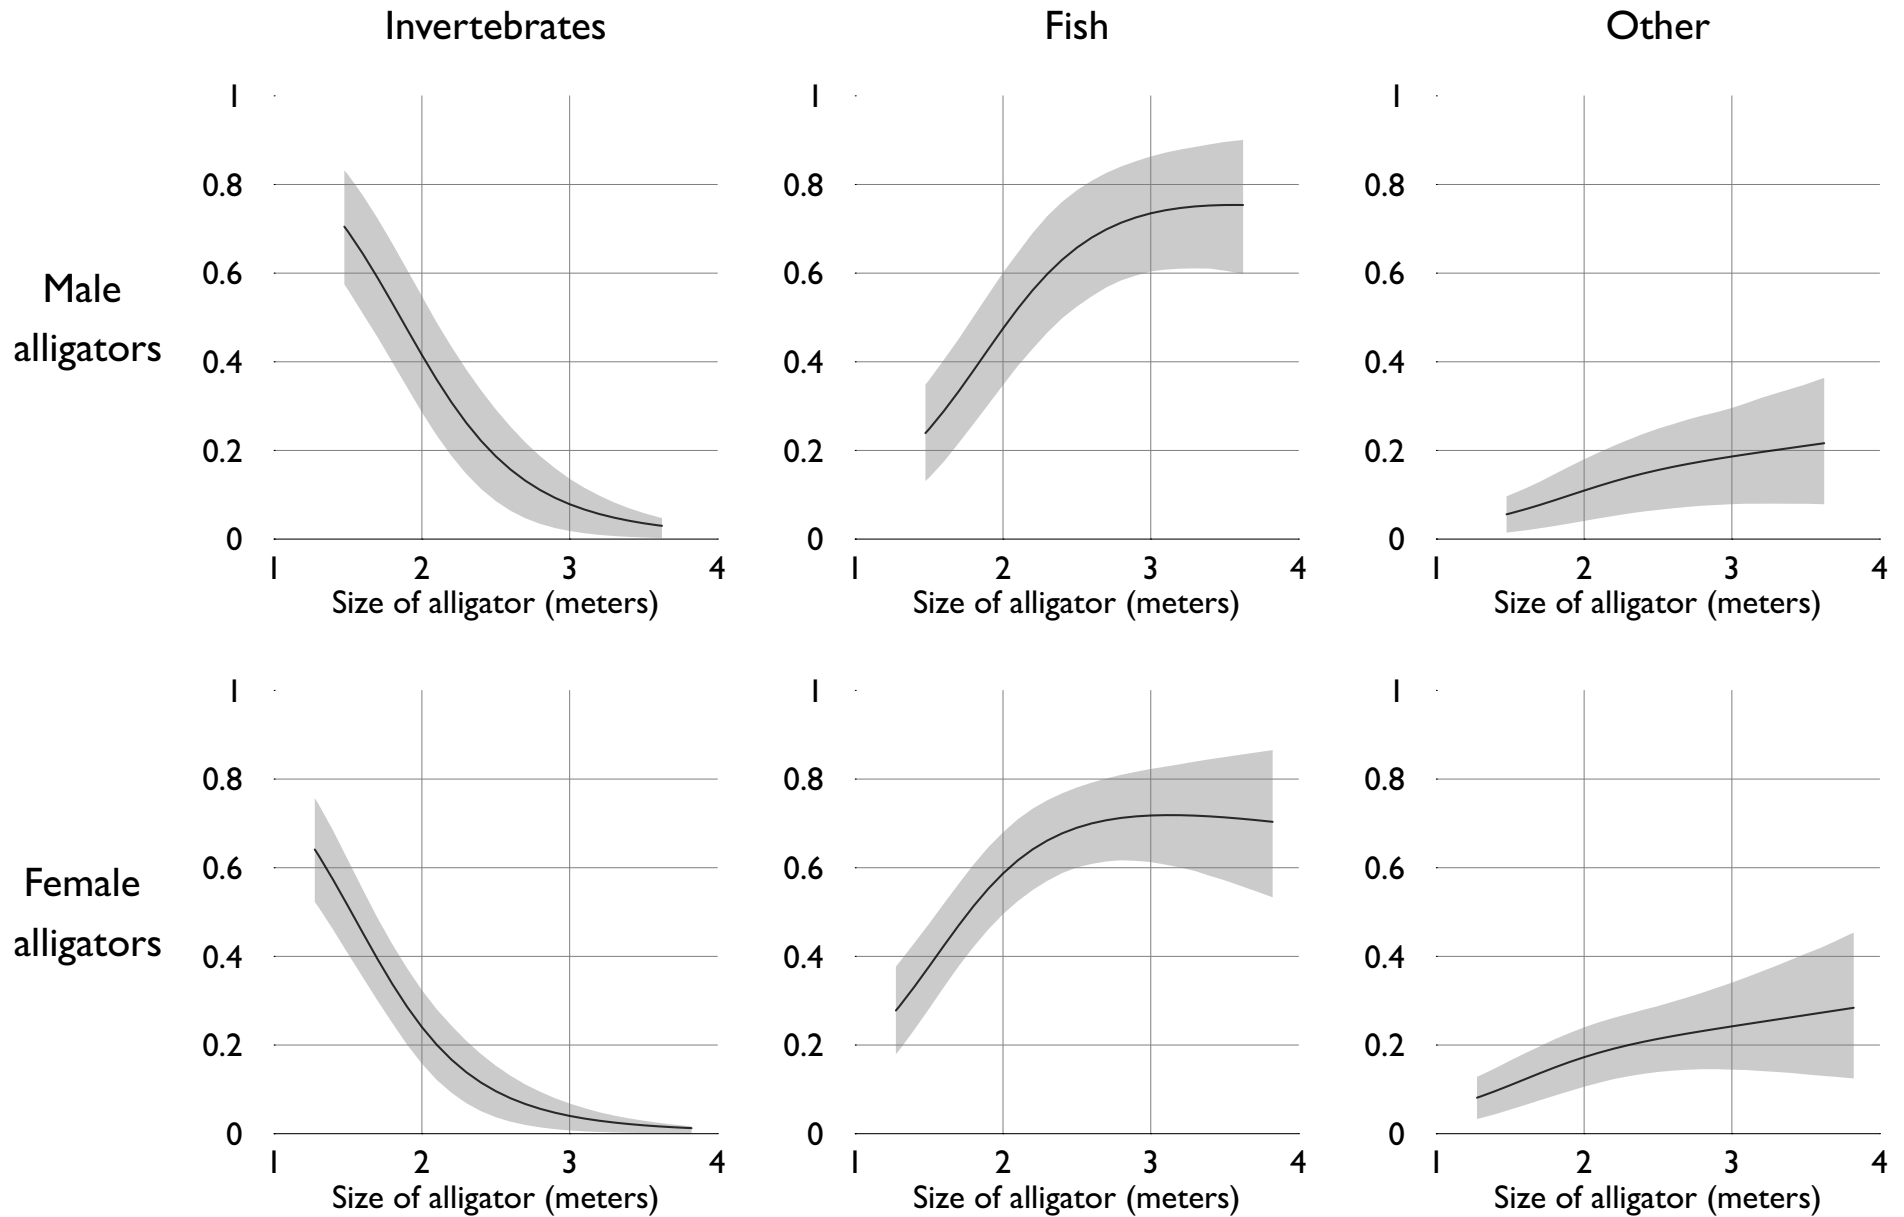 Invertebrates Fish Other
Male
alligators
1 1 1
0.8 0.8 0.8
0.6 0.6 0.6
0.4 0.4 0.4
0.2 0.2 0.2
0 0 0
1 2 3 4 1 2 3 4 1 2 3 4
Size of alligator (meters) Size of alligator (meters) Size of alligator (meters)
Female
alligators
1 1 1
0.8 0.8 0.8
0.6 0.6 0.6
0.4 0.4 0.4
0.2 0.2 0.2
0 0 0
1 2 3 4 1 2 3 4 1 2 3 4
Size of alligator (meters) Size of alligator (meters) Size of alligator (meters)